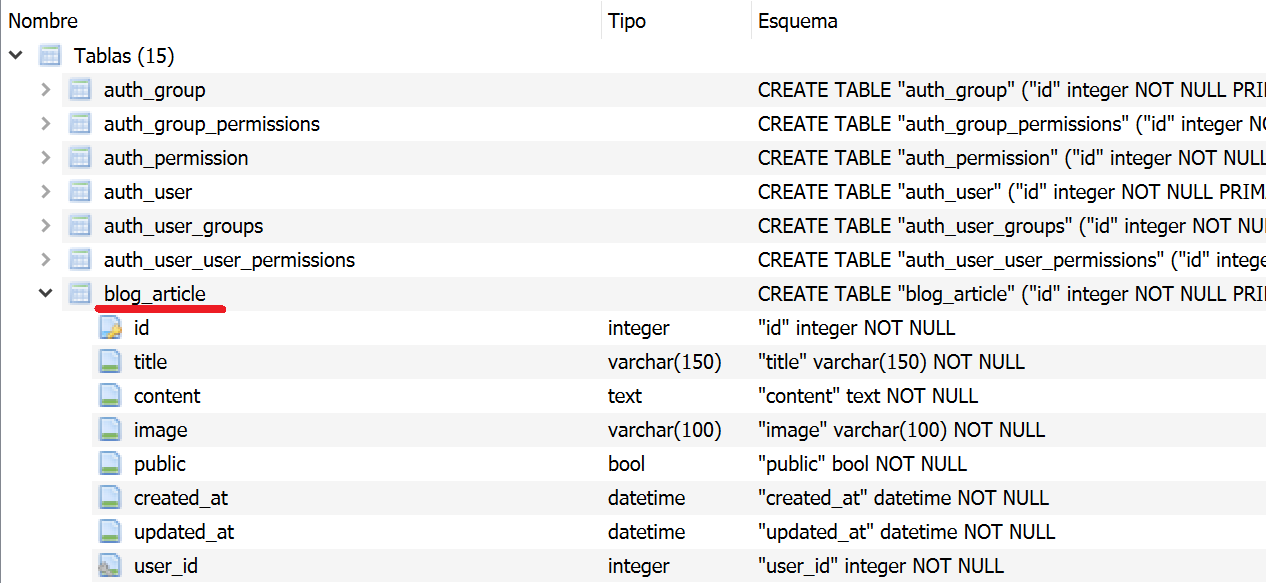 Nombre Tipo Esquema
Tablas (15)
auth_group CREATE TABLE "auth_group" ("id" integer NOT NULL PRI
auth_group_permissions CREATE TABLE "auth_group_permissions" ("id" integer NO
auth_permission CREATE TABLE "auth_permission" ("id" integer NOT NULL
auth_user CREATE TABLE "auth_user" ("id" integer NOT NULL PRIM
auth_user_groups CREATE TABLE "auth_user_groups" ("id" integer NOT NU
auth_user_user_permissions CREATE TABLE "auth_user_user_permissions" ("id" intege
blog_article CREATE TABLE "blog_article" ("id" integer NOT NULL PRI
id integer "id" integer NOT NULL
title varchar(150) "title" varchar(150) NOT NULL
content text "content" text NOT NULL
image varchar(100) "image" varchar(100) NOT NULL
public bool "public" bool NOT NULL
created_at datetime "created_at" datetime NOT NULL
updated_at datetime "updated_at" datetime NOT NULL
user_id integer "user_id" integer NOT NULL